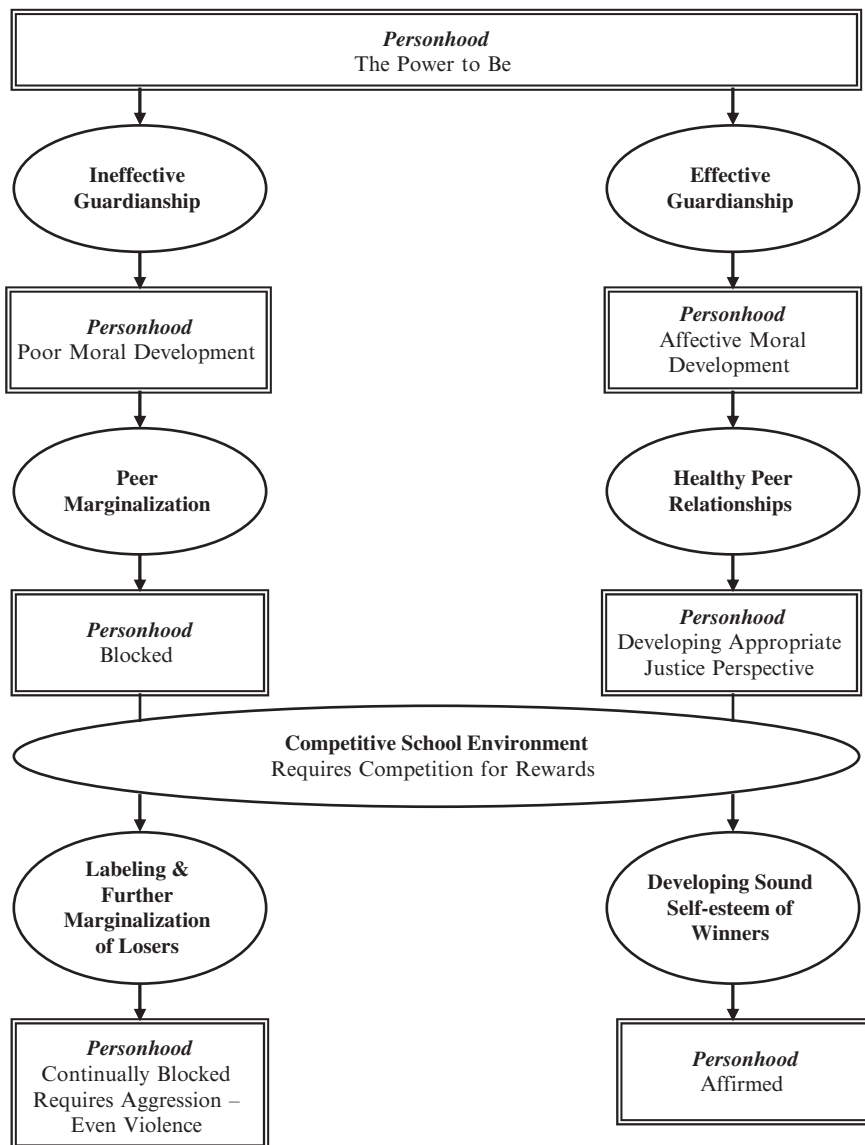 Personhood
The Power to Be
Ineffective
Guardianship
Effective
Guardianship
Personhood
Poor Moral Development
Personhood
Affective Moral
Development
Peer
Marginalization
Healthy Peer
Relationships
Personhood
Blocked
Personhood
Developing Appropriate
Justice Perspective
Competitive School Environment
Requires Competition for Rewards
Labeling &
Further
Marginalization
of Losers
Developing Sound
Self-esteem of
Winners
Personhood
Continually Blocked
Requires Aggression –
Even Violence
Personhood
Affirmed